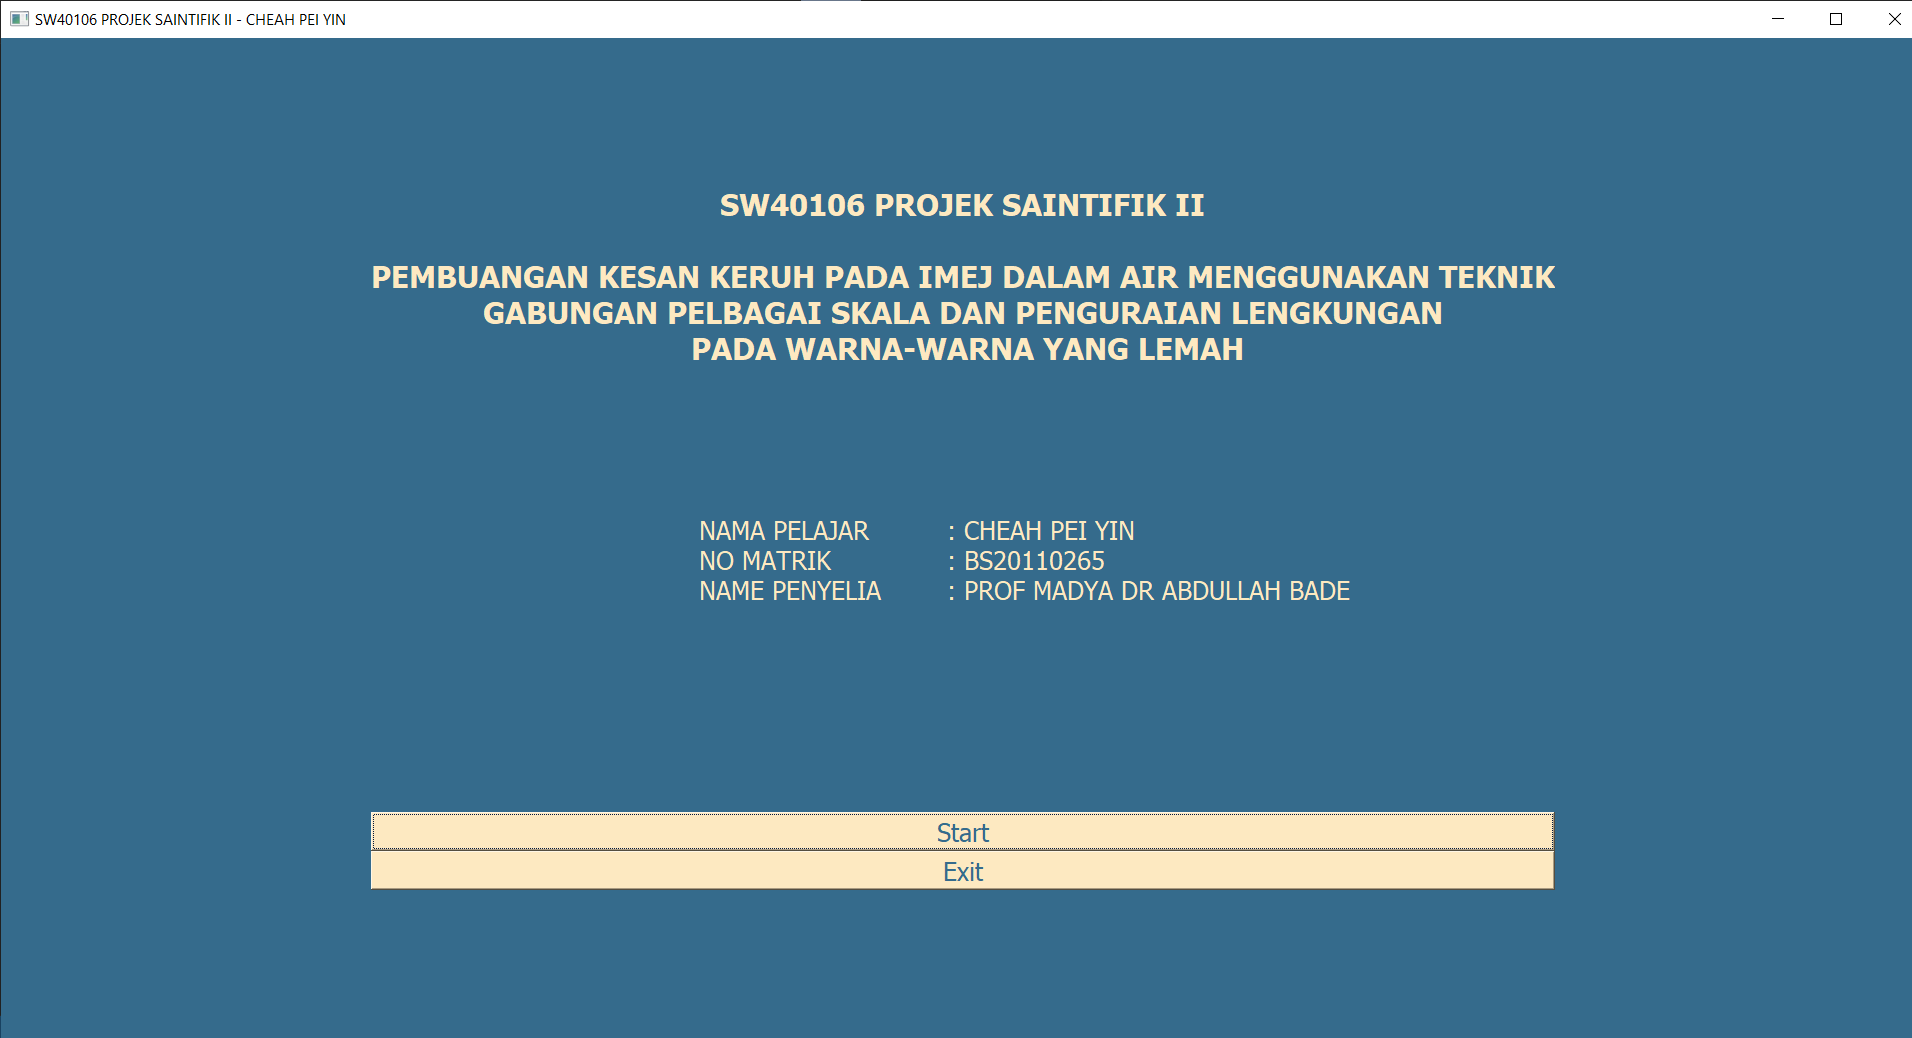 SW40106 PROJEK SAINTIFIK II - CHEAH PEI YIN
SW40106 PROJEK SAINTIFIK II
PEMBUANGAN KESAN KERUH PADA IMEJ DALAM AIR MENGGUNAKAN TEKNIK
GABUNGAN PELBAGAI SKALA DAN PENGURAIAN LENGKUNGAN
PADA WARNA-WARNA YANG LEMAH
NAMA PELAJAR : CHEAH PEI YIN
NO MATRIK : BS20110265
NAME PENYELIA : PROF MADYA DR ABDULLAH BADE
Start
Exit